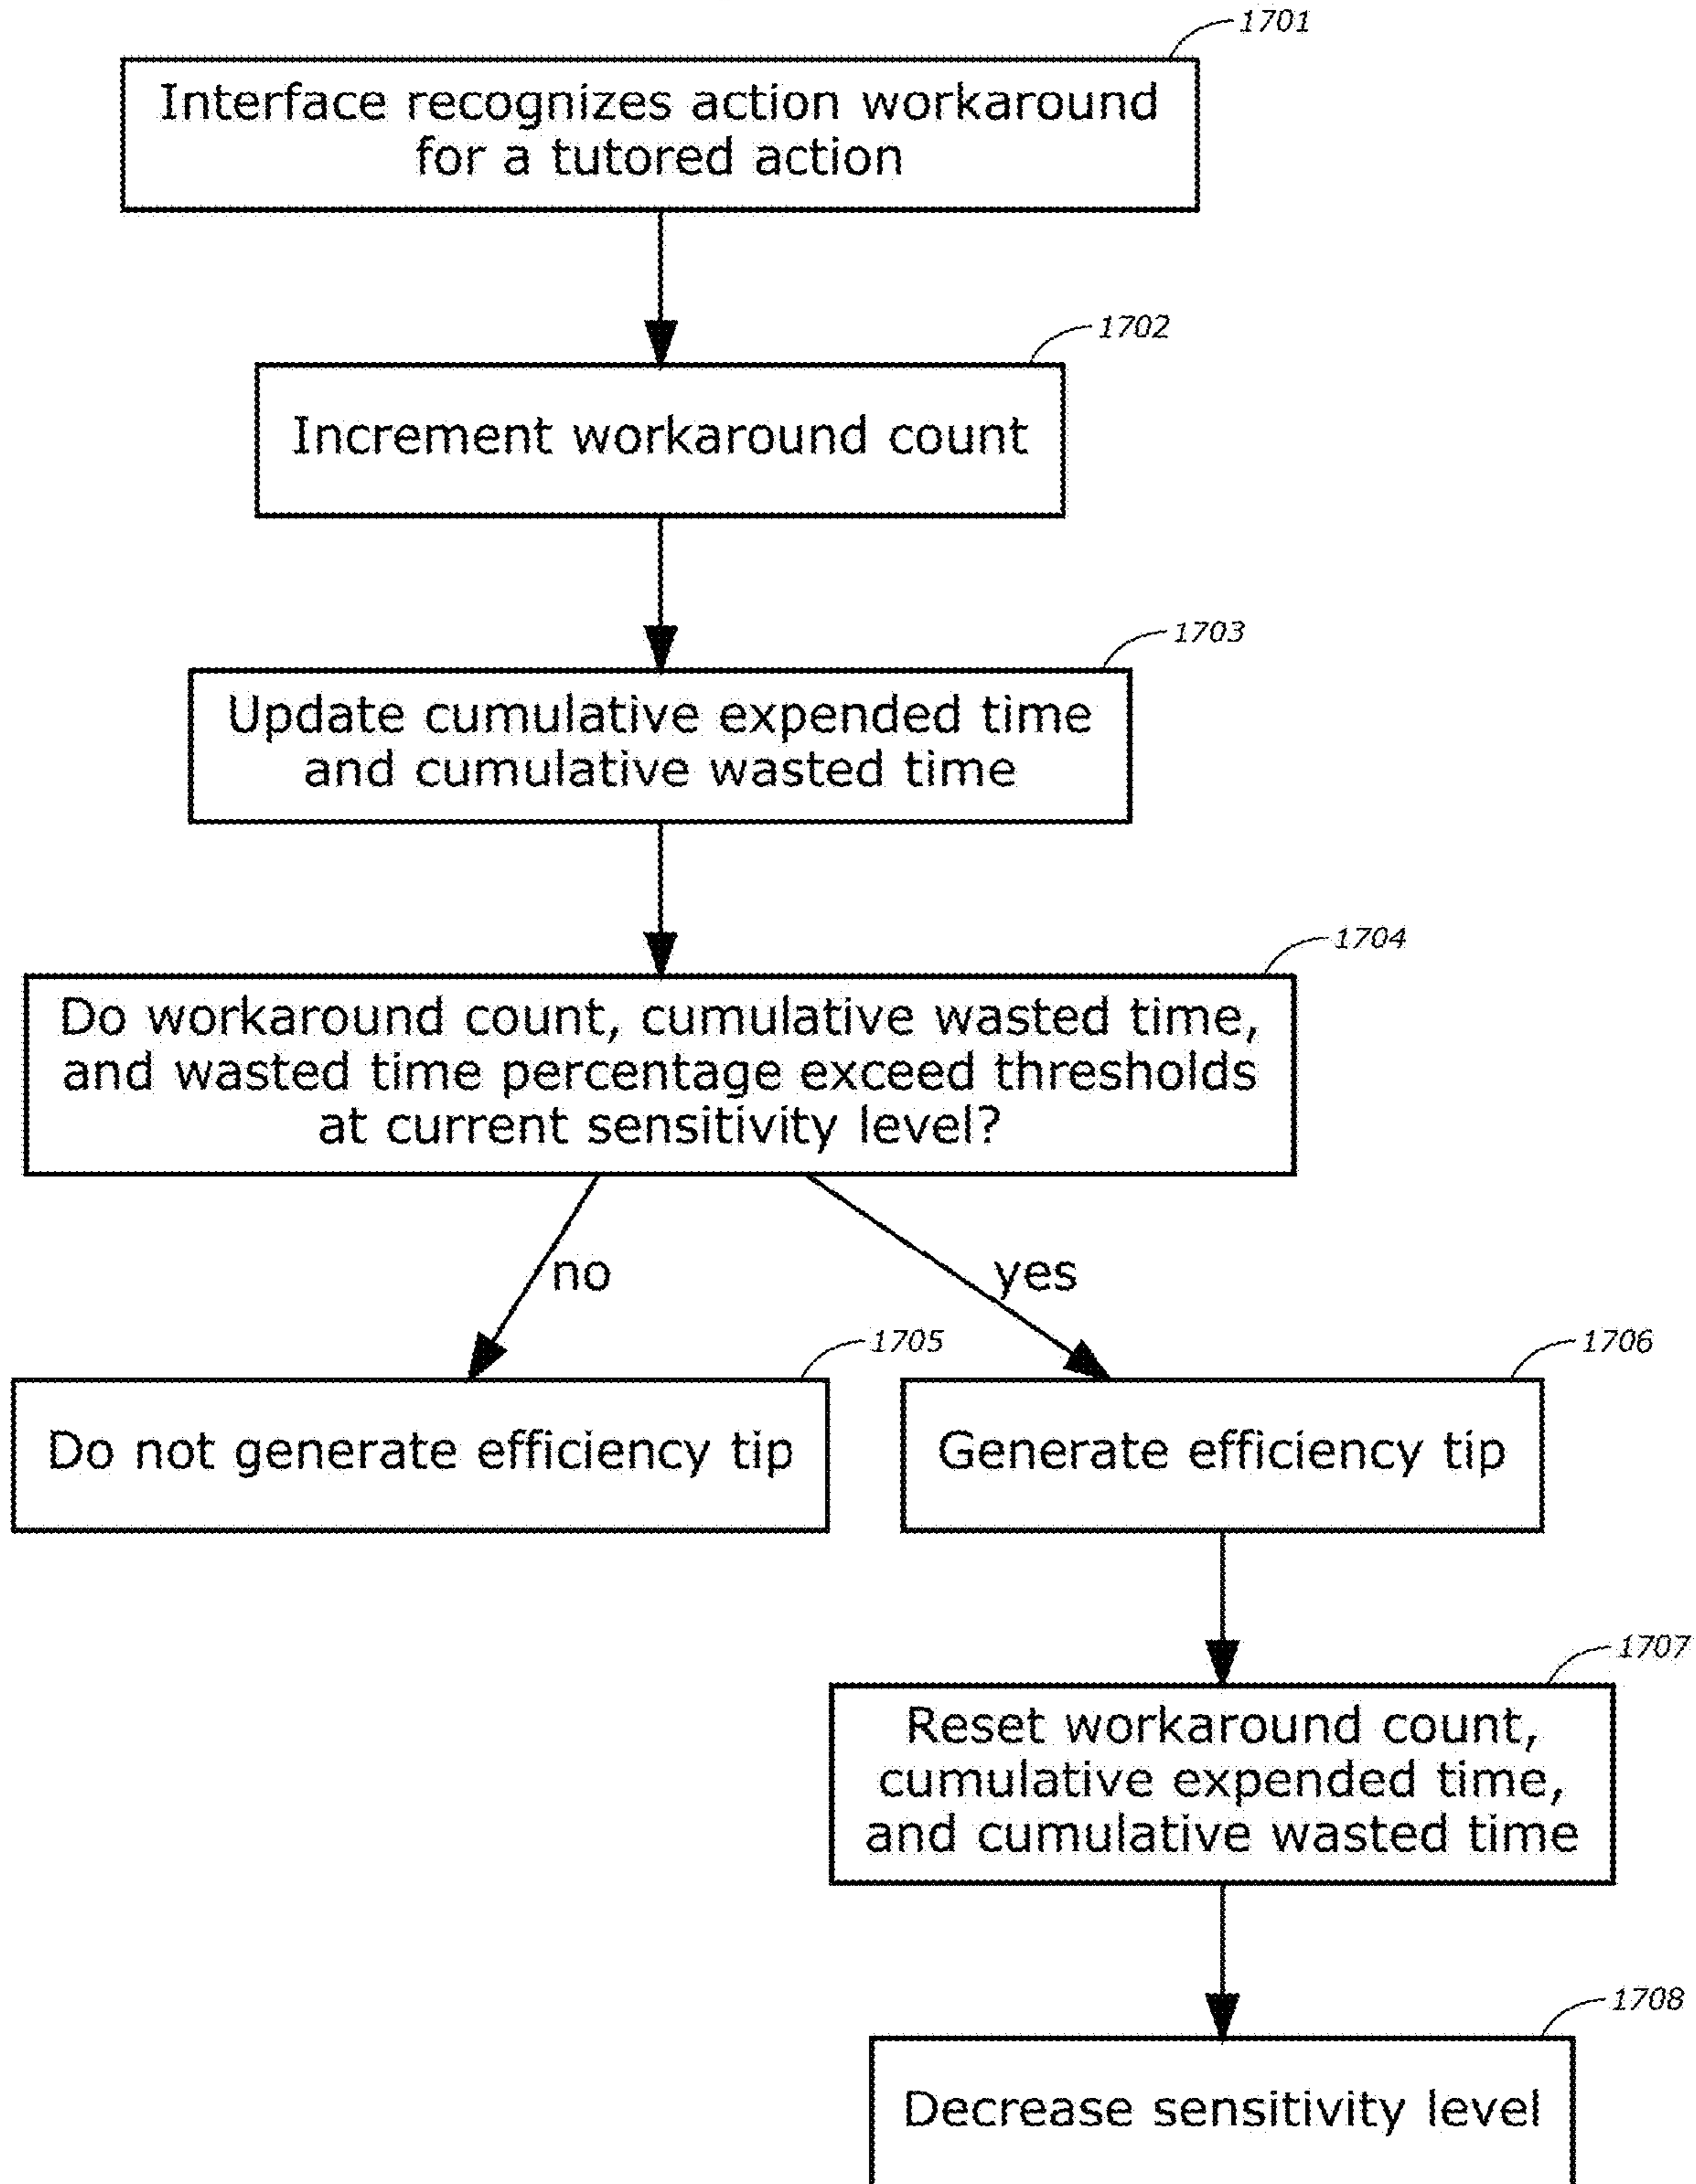 1701
Interface recognizes action workaround
for a tutored action
1702
Increment workaround count
1703
Update cumulative expended time
and cumulative wasted time
1704
Do workaround count, cumulative wasted time,
and wasted time percentage exceed thresholds
at current sensitivity level?
no
yes
1705
Do not generate efficiency tip
1706
Generate efficiency tip
1707
Reset workaround count,
cumulative expended time,
and cumulative wasted time
1708
Decrease sensitivity level